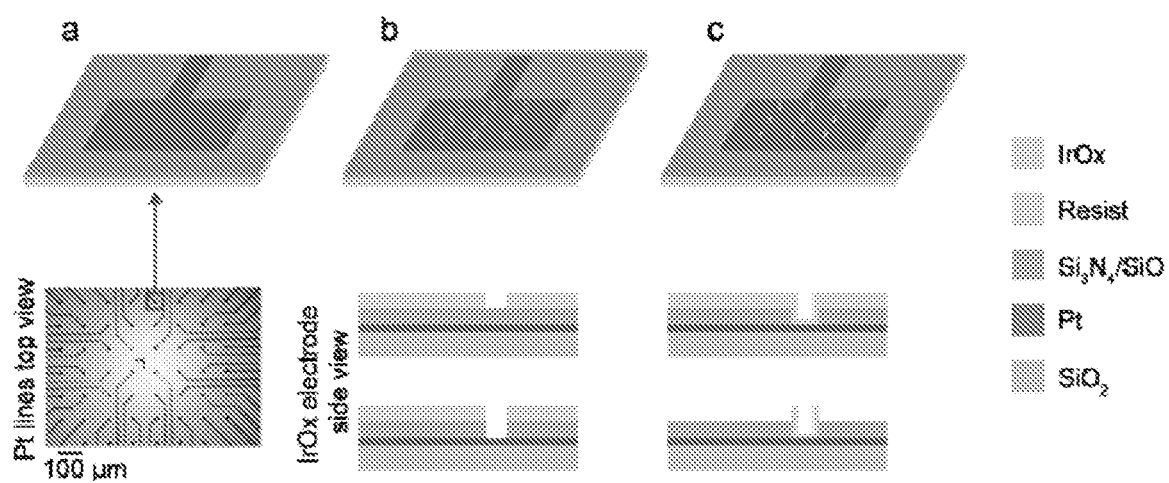 a b c
IrOx
Resist
Si₃N₄/SiO
Pt
SiO₂
Pt lines top view
100 μm
IrOx electrode
side view